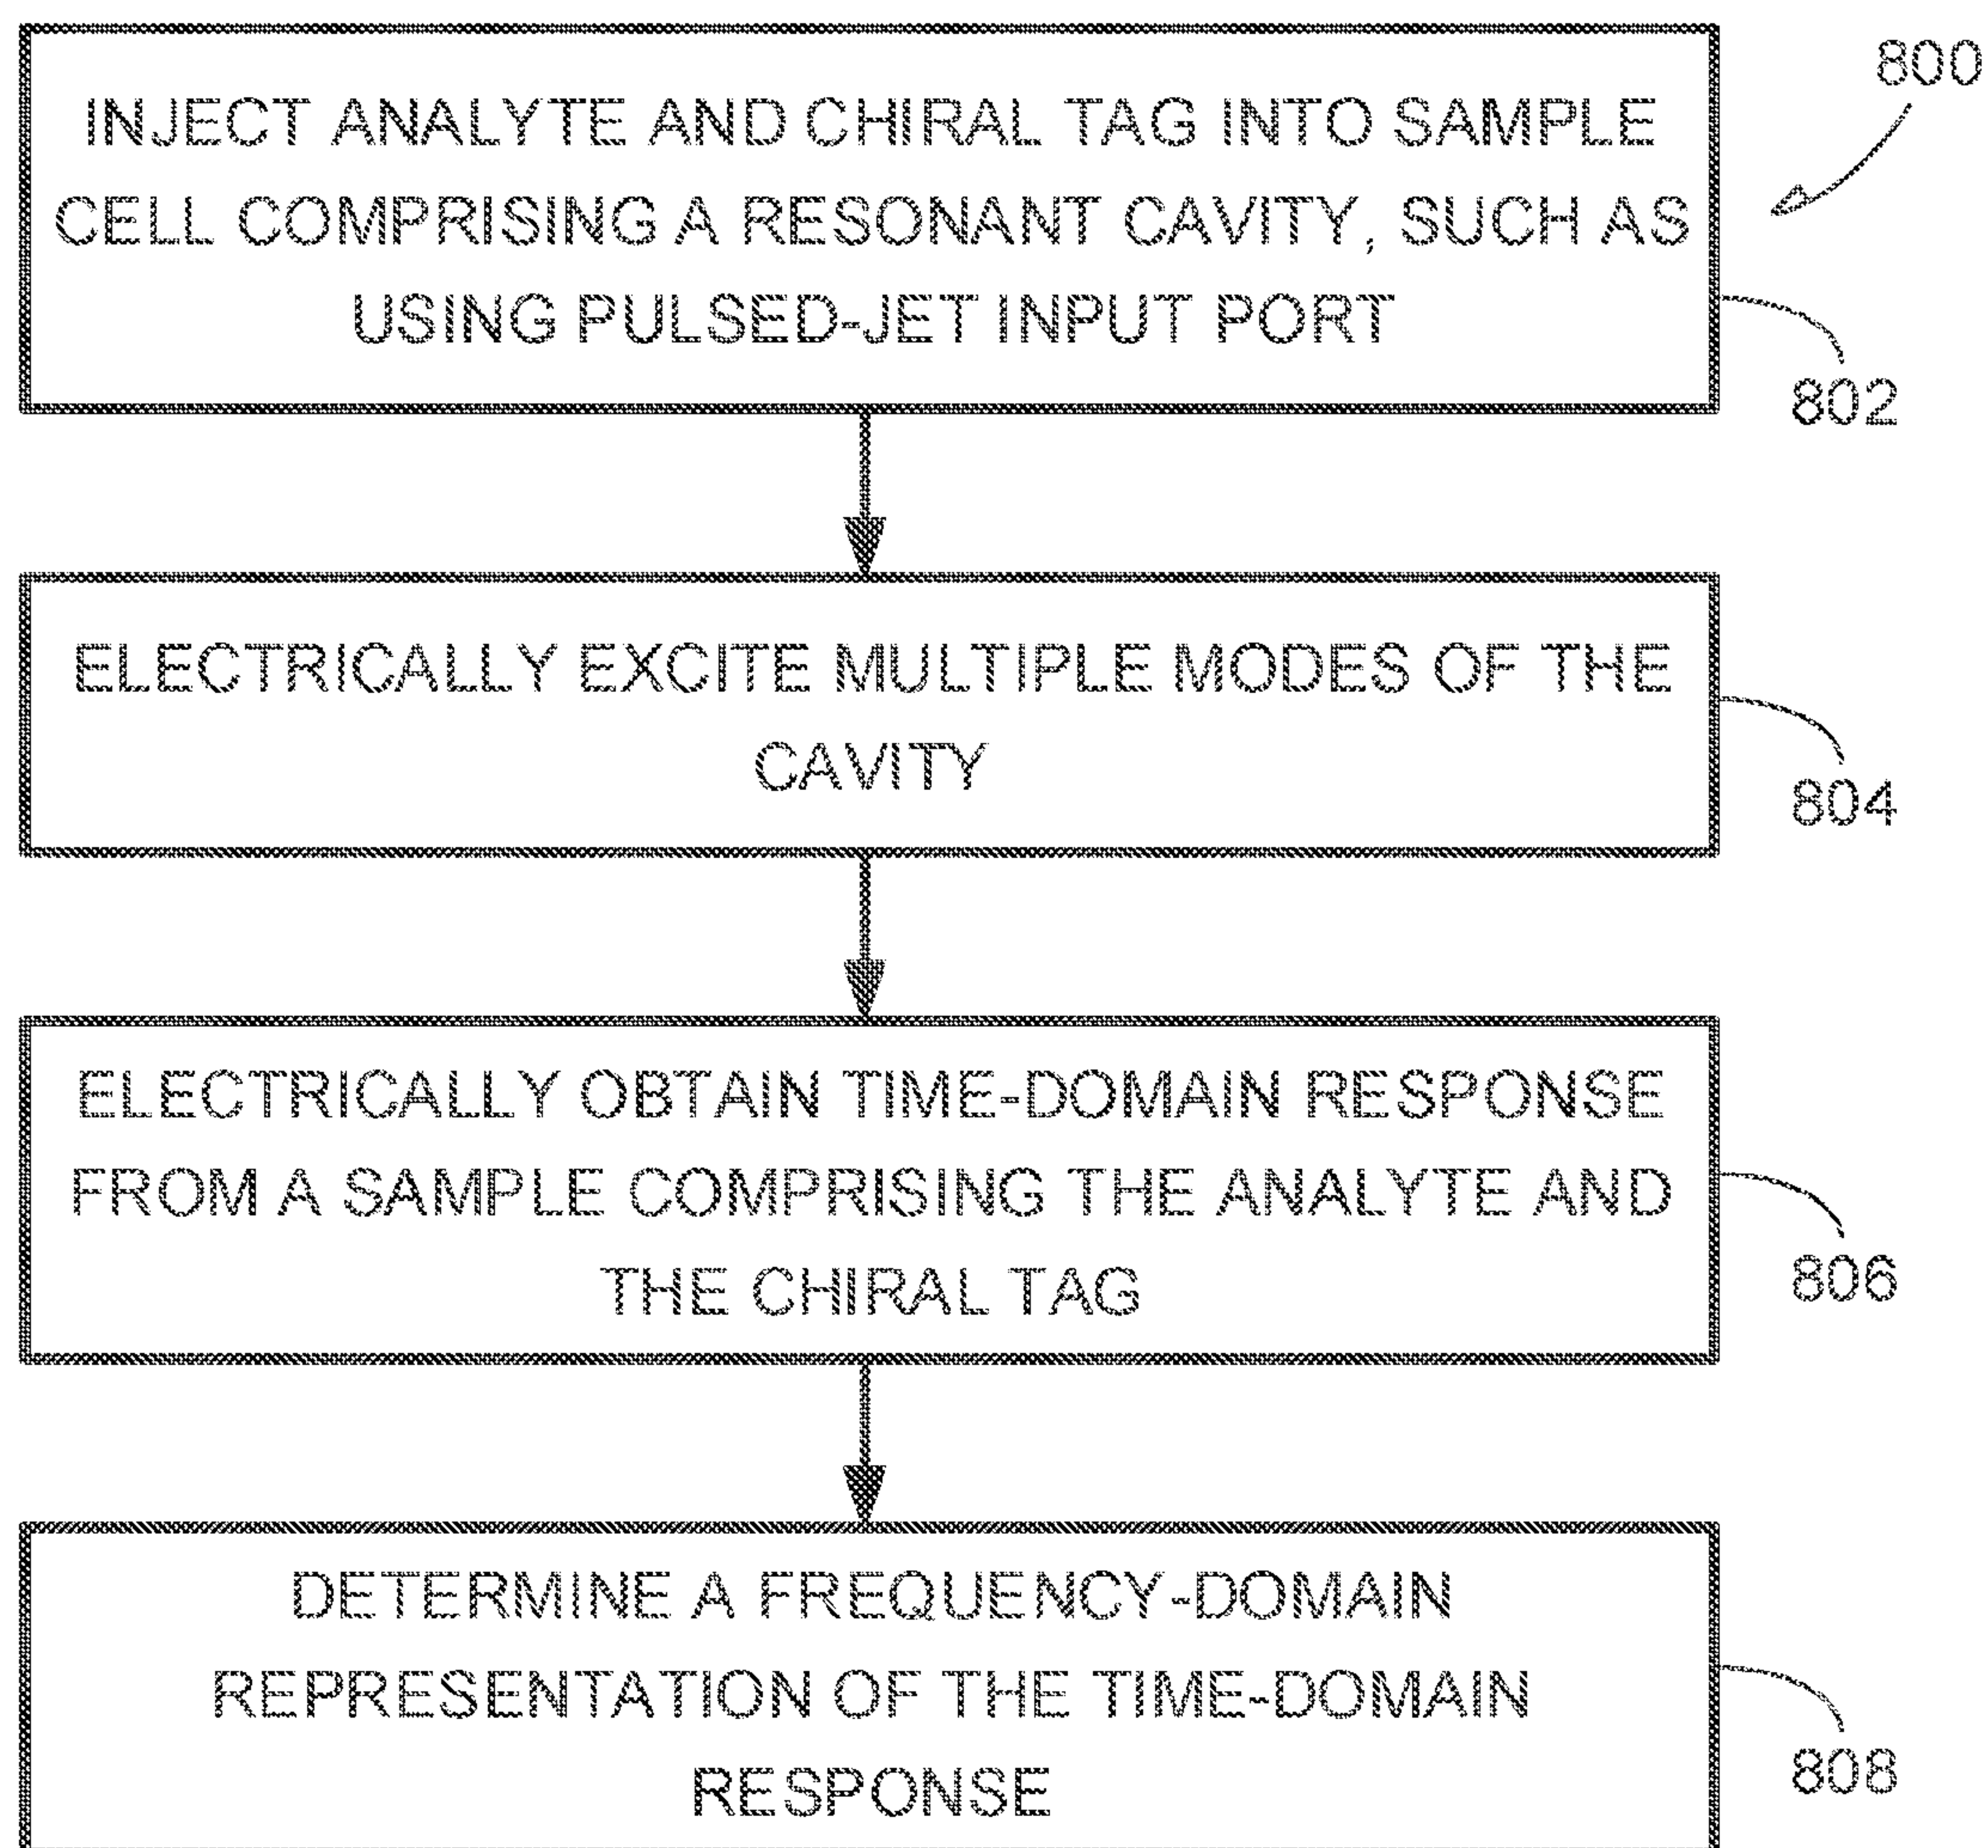 800
INJECT ANALYTE AND CHIRAL TAG INTO SAMPLE
CELL COMPRISING A RESONANT CAVITY, SUCH AS
USING PULSED-JET INPUT PORT
802
ELECTRICALLY EXCITE MULTIPLE MODES OF THE
CAVITY
804
ELECTRICALLY OBTAIN TIME-DOMAIN RESPONSE
FROM A SAMPLE COMPRISING THE ANALYTE AND
THE CHIRAL TAG
806
DETERMINE A FREQUENCY-DOMAIN
REPRESENTATION OF THE TIME-DOMAIN
RESPONSE
808